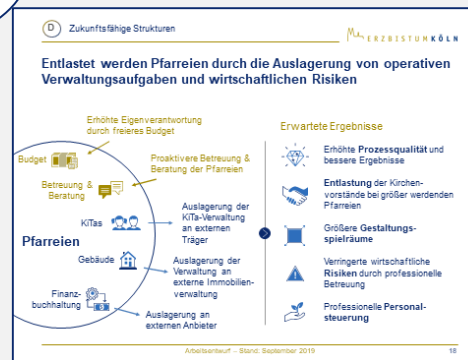 D Zukunftsfähige Strukturen
ERZBISTUM KÖLN
Entlastet werden Pfarreien durch die Auslagerung von operativen
Verwaltungsaufgaben und wirtschaftlichen Risiken
Erhöhte Eigenverantwortung
durch freieres Budget
Budget
Proaktivere Betreuung &
Beratung der Pfarreien
Betreuung &
Beratung
KiTas
Auslagerung der
KiTa-Verwaltung
an externen
Träger
Pfarreien
Gebäude
Auslagerung der
Verwaltung an
externe Immobilien-
verwaltung
Finanz-
buchhaltung
Auslagerung an
externen Anbieter
Erwartete Ergebnisse
Erhöhte Prozessqualität und
bessere Ergebnisse
Entlastung der Kirchen-
vorstände bei größer werdenden
Pfarreien
Größere Gestaltungs-
spielräume
Verringerte wirtschaftliche
Risiken durch professionelle
Betreuung
Professionelle Personal-
steuerung
Arbeitsentwurf – Stand: September 2019
18